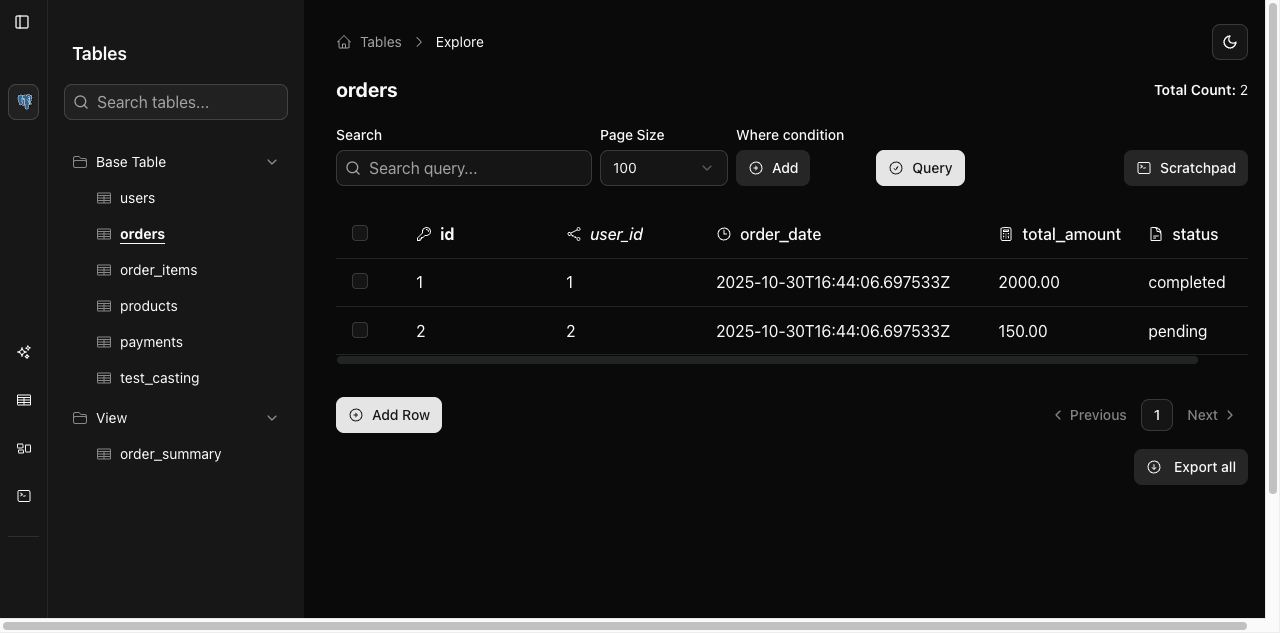 Tables
Search tables...
Base Table
users
orders
order_items
products
payments
test_casting
View
order_summary
Tables Explore
orders
Total Count: 2
Search Page Size Where condition
Search query... 100 Add Query Scratchpad
id user_id order_date total_amount status
1 1 2025-10-30T16:44:06.697533Z 2000.00 completed
2 2 2025-10-30T16:44:06.697533Z 150.00 pending
Add Row Previous 1 Next
Export all